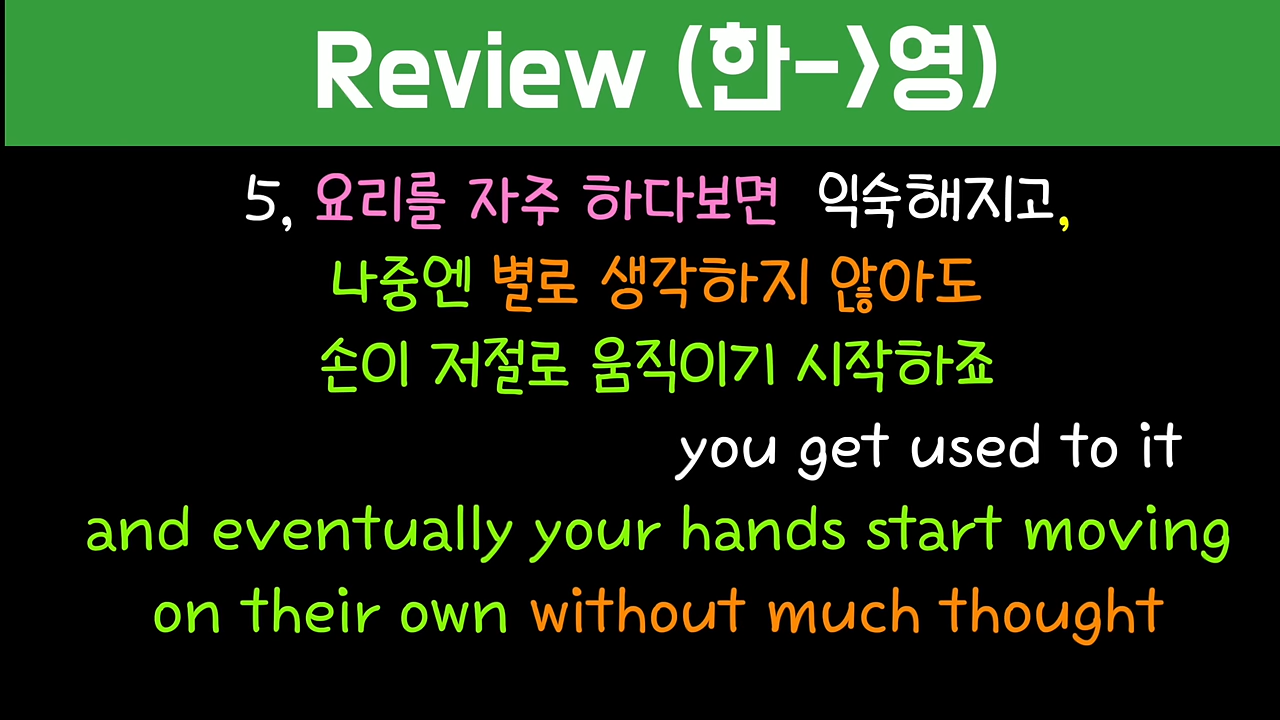 Review (한->영)
5, 요리를 자주 하다보면 익숙해지고,
나중엔 별로 생각하지 않아도
손이 저절로 움직이기 시작하죠
you get used to it
and eventually your hands start moving
on their own without much thought